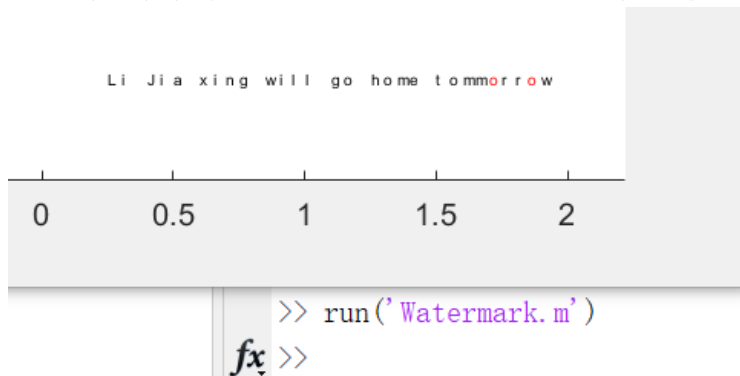 Li Jia xing will go home tommorrow
0 0.5 1 1.5 2
>> run('Watermark.m')
fx >>